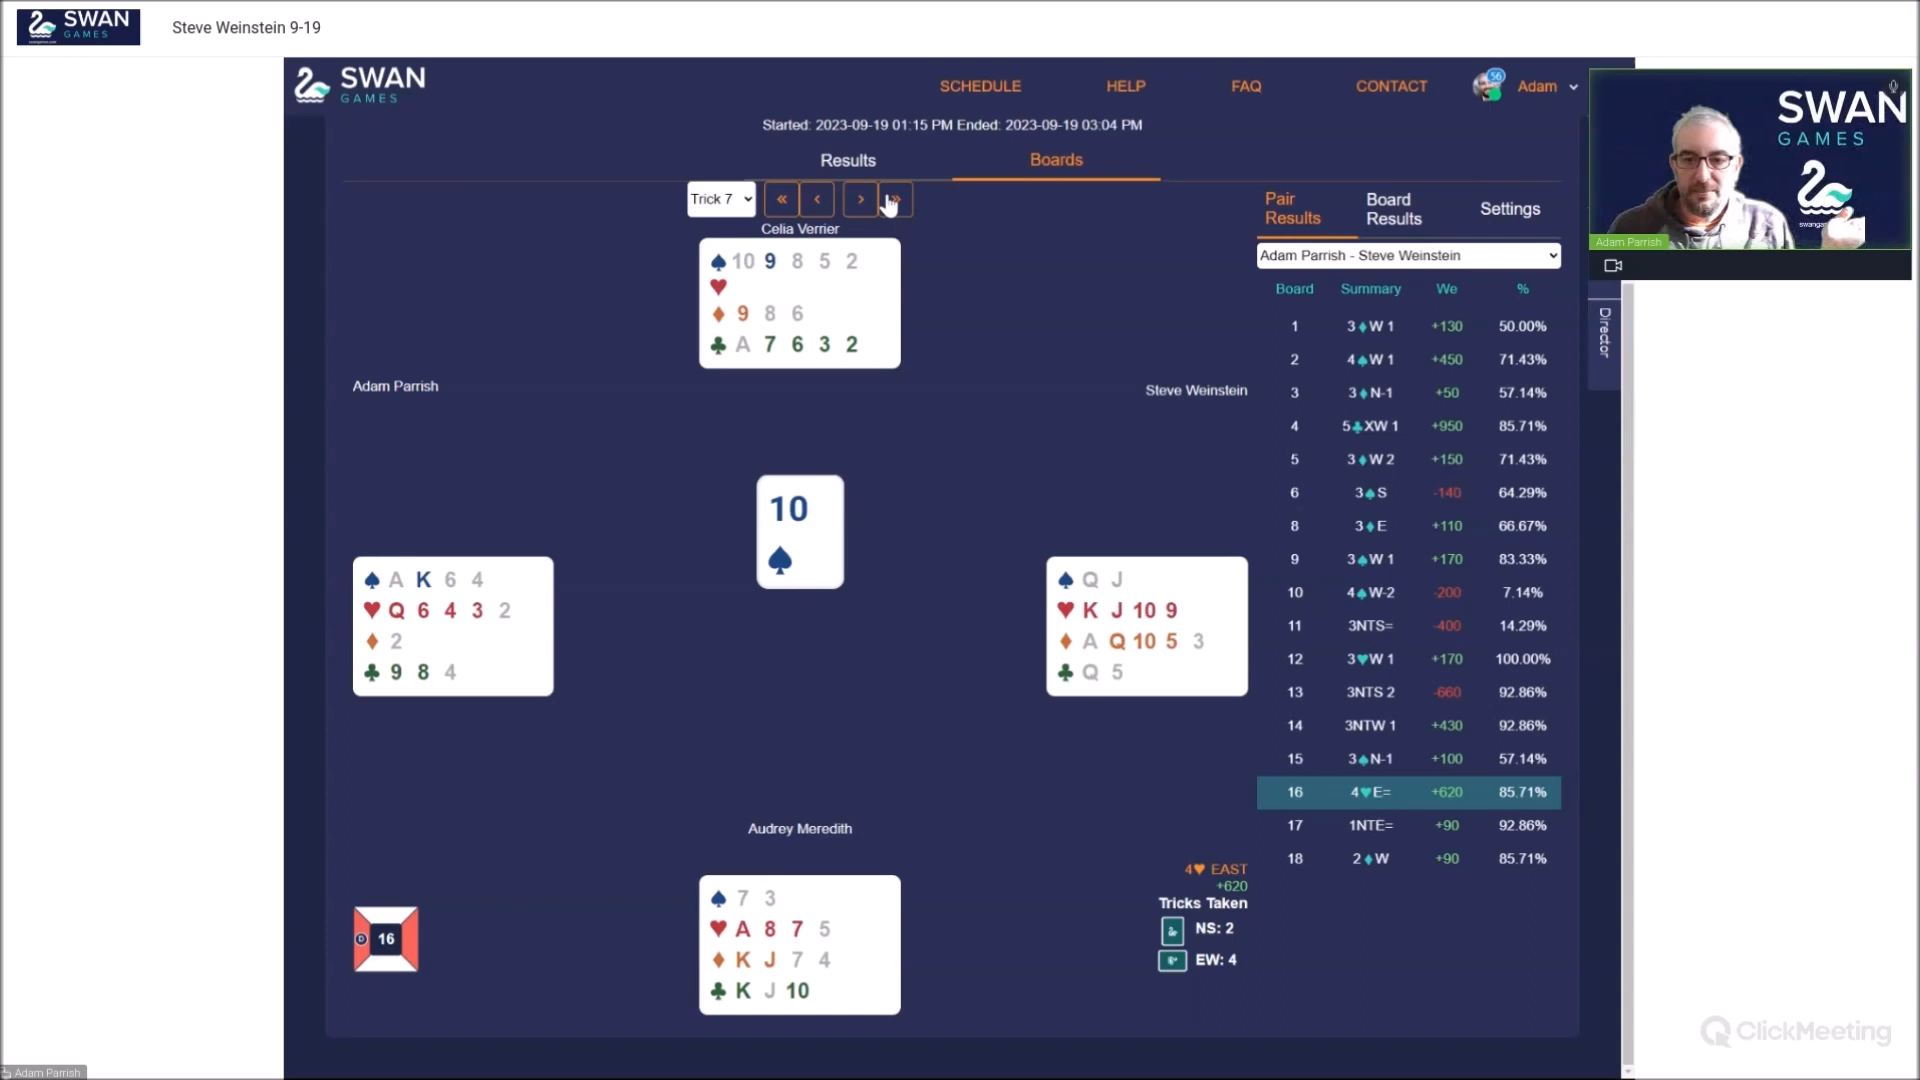 SWAN
GAMES
Steve Weinstein 9-19
SWAN
GAMES
SCHEDULE HELP FAQ CONTACT 56 Adam
Started: 2023-09-19 01:15 PM Ended: 2023-09-19 03:04 PM
Results Boards
Trick 7 « ‹ › »
Celia Verrier
♠ 10 9 8 5 2
♥
♦ 9 8 6
♣ A 7 6 3 2
Adam Parrish
Steve Weinstein
10
♠
♠ A K 6 4
♥ Q 6 4 3 2
♦ 2
♣ 9 8 4
♠ Q J
♥ K J 10 9
♦ A Q 10 5 3
♣ Q 5
Audrey Meredith
♠ 7 3
♥ A 8 7 5
♦ K J 7 4
♣ K J 10
D 16
4♥ EAST
+620
Tricks Taken
NS: 2
EW: 4
Pair Results
Board Results
Settings
Adam Parrish - Steve Weinstein
Board Summary We %
1 3♦W 1 +130 50.00%
2 4♠W 1 +450 71.43%
3 3♦N-1 +50 57.14%
4 5♣XW 1 +950 85.71%
5 3♦W 2 +150 71.43%
6 3♠S -140 64.29%
8 3♦E +110 66.67%
9 3♠W 1 +170 83.33%
10 4♠W-2 -200 7.14%
11 3NTS= -400 14.29%
12 3♥W 1 +170 100.00%
13 3NTS 2 -660 92.86%
14 3NTW 1 +430 92.86%
15 3♠N-1 +100 57.14%
16 4♥E= +620 85.71%
17 1NTE= +90 92.86%
18 2♦W +90 85.71%
SWAN
GAMES
Adam Parrish
Director
ClickMeeting
Adam Parrish